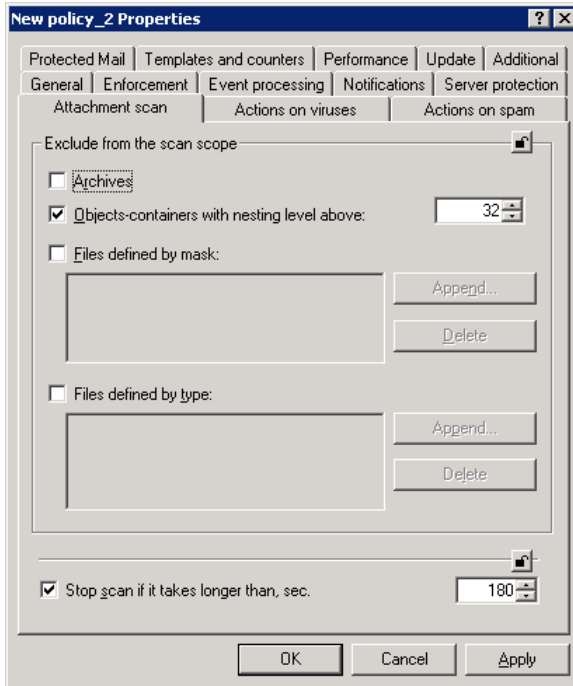 New policy_2 Properties
Protected Mail Templates and counters Performance Update Additional
General Enforcement Event processing Notifications Server protection
Attachment scan Actions on viruses Actions on spam
Exclude from the scan scope
Archives
Objects-containers with nesting level above: 32
Files defined by mask:
Append...
Delete
Files defined by type:
Append...
Delete
Stop scan if it takes longer than, sec. 180
OK Cancel Apply